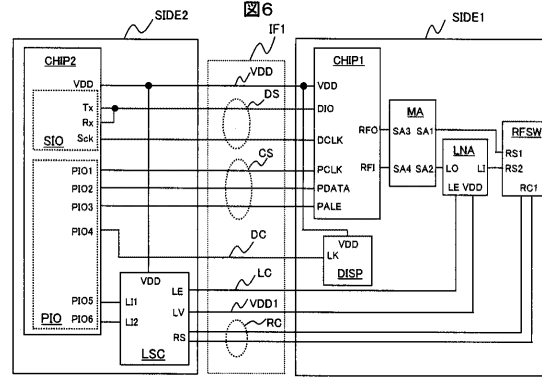 図6
SIDE2
IF1
SIDE1
CHIP2
VDD
Tx
Rx
SIO
Sck
PIO1
PIO2
PIO3
PIO4
PIO5
PIO
PIO6
VDD
LI1
LI2
LE
LV
RS
LSC
VDD
DS
CS
DC
LC
VDD1
RC
CHIP1
VDD
DIO
DCLK
PCLK
PDATA
PALE
RFO
RFI
VDD
LK
DISP
MA
SA3 SA1
SA4 SA2
LNA
LO LI
LE VDD
RFSW
RS1
RS2
RC1